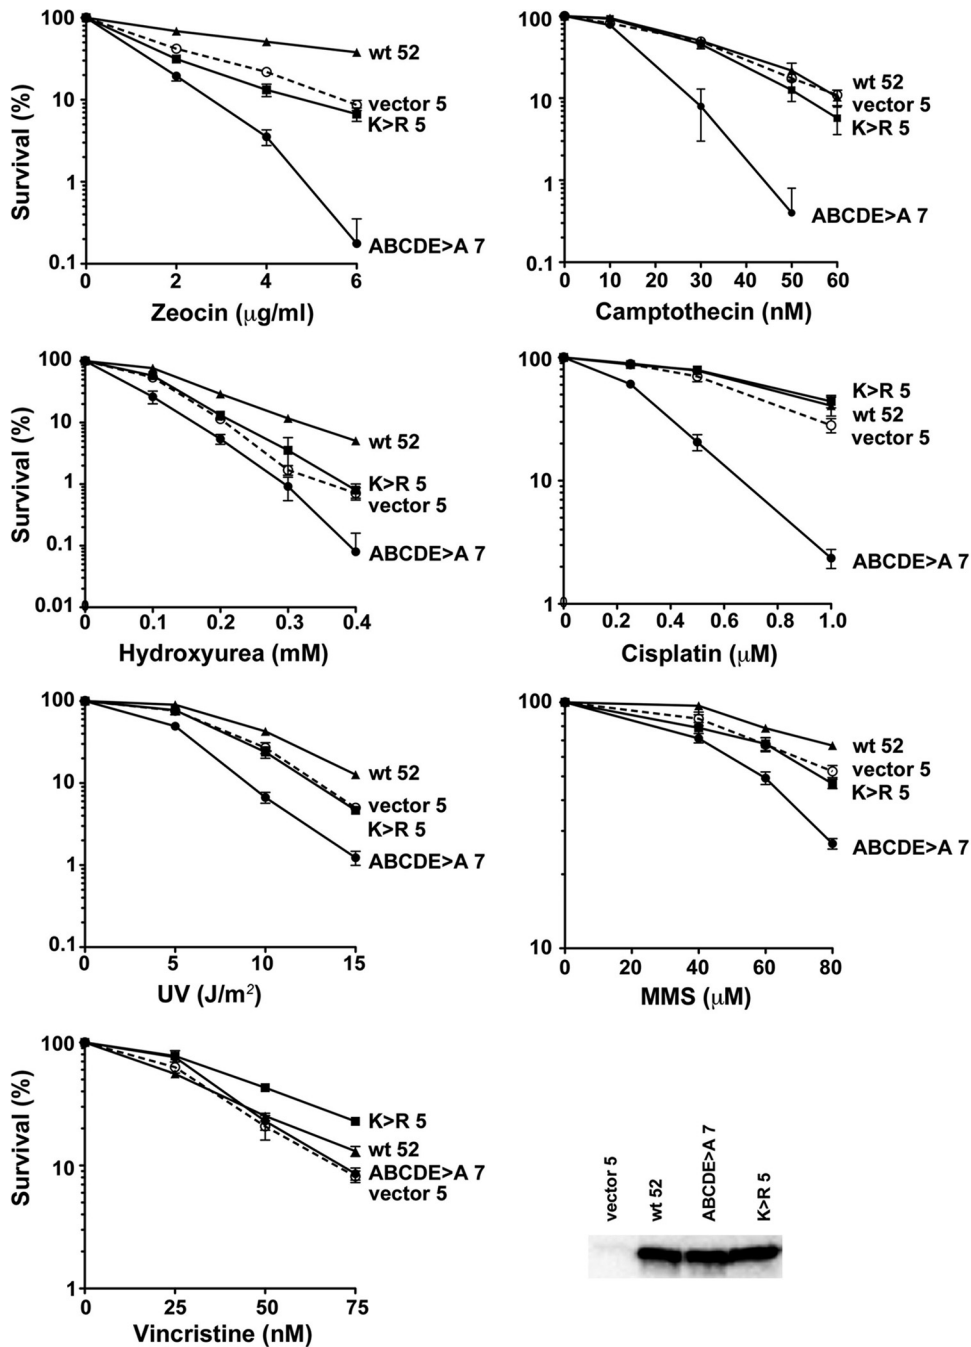 Survival (%)
100
10
1
0.1
0
2
4
6
wt 52
vector 5
K>R 5
ABCDE>A 7
Zeocin (μg/ml)
100
10
1
0.1
0
10
20
30
40
50
60
wt 52
vector 5
K>R 5
ABCDE>A 7
Camptothecin (nM)
Survival (%)
100
10
1
0.1
0.01
0
0.1
0.2
0.3
0.4
wt 52
K>R 5
vector 5
ABCDE>A 7
Hydroxyurea (mM)
100
10
1
0
0.2
0.4
0.6
0.8
1.0
K>R 5
wt 52
vector 5
ABCDE>A 7
Cisplatin (μM)
Survival (%)
100
10
1
0.1
0
5
10
15
wt 52
vector 5
K>R 5
ABCDE>A 7
UV (J/m²)
100
10
0
20
40
60
80
wt 52
vector 5
K>R 5
ABCDE>A 7
MMS (μM)
Survival (%)
100
10
1
0
25
50
75
K>R 5
wt 52
ABCDE>A 7
vector 5
Vincristine (nM)
vector 5
wt 52
ABCDE>A 7
K>R 5